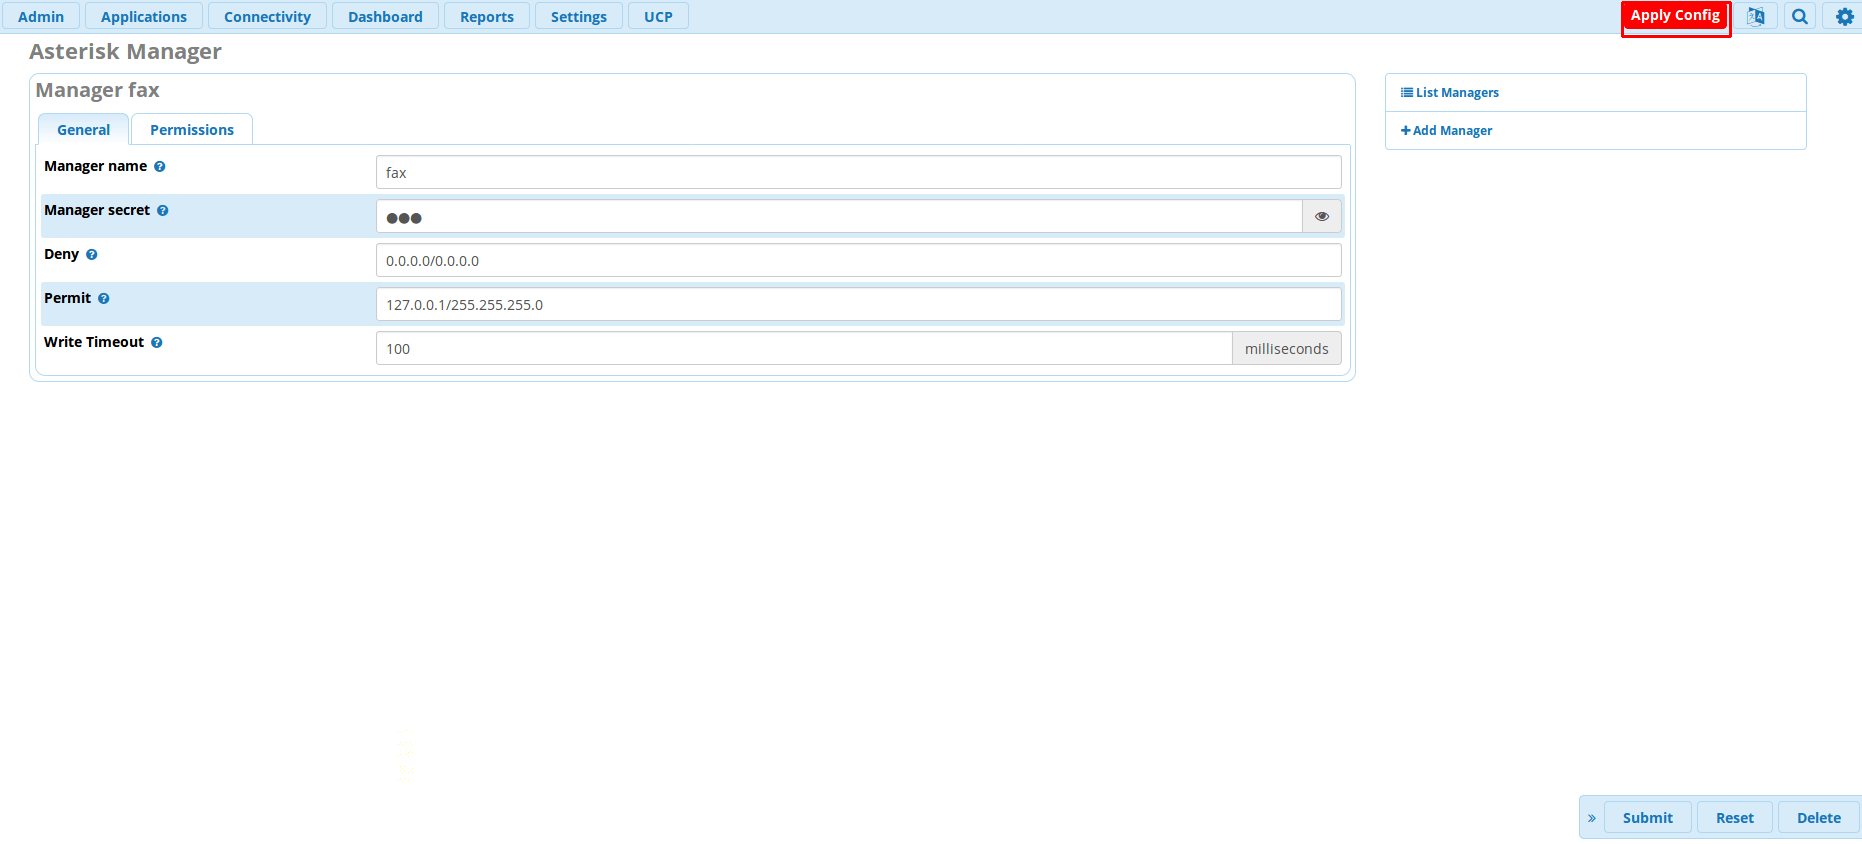 Admin Applications Connectivity Dashboard Reports Settings UCP Apply Config
Asterisk Manager
Manager fax
General Permissions
Manager name
fax
Manager secret
●●●
Deny
0.0.0.0/0.0.0.0
Permit
127.0.0.1/255.255.255.0
Write Timeout
100 milliseconds
List Managers
Add Manager
» Submit Reset Delete